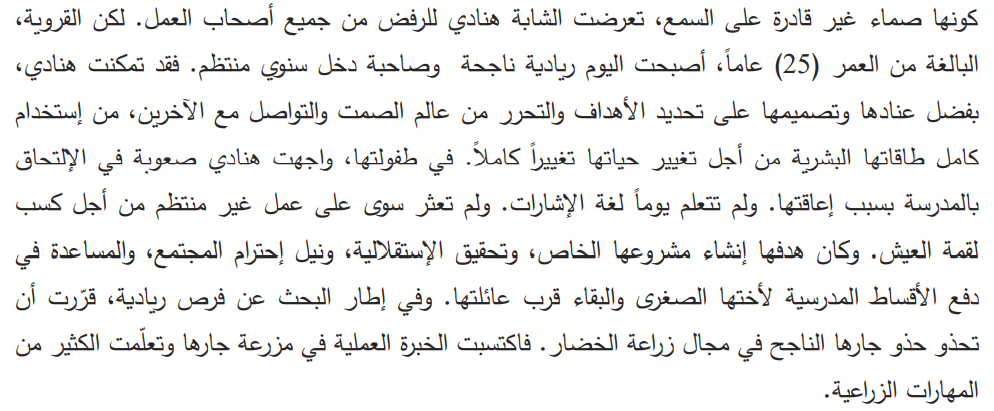 كونها صماء غير قادرة على السمع، تعرضت الشابة هنادي للرفض من جميع أصحاب العمل. لكن القروية،
البالغة من العمر (25) عاماً، أصبحت اليوم ريادية ناجحة وصاحبة دخل سنوي منتظم. فقد تمكنت هنادي،
بفضل عنادها وتصميمها على تحديد الأهداف والتحرر من عالم الصمت والتواصل مع الآخرين، من إستخدام
كامل طاقاتها البشرية من أجل تغيير حياتها تغييراً كاملاً. في طفولتها، واجهت هنادي صعوبة في الإلتحاق
بالمدرسة بسبب إعاقتها. ولم تتعلم يوماً لغة الإشارات. ولم تعثر سوى على عمل غير منتظم من أجل كسب
لقمة العيش. وكان هدفها إنشاء مشروعها الخاص، وتحقيق الإستقلالية، ونيل إحترام المجتمع، والمساعدة في
دفع الأقساط المدرسية لأختها الصغرى والبقاء قرب عائلتها. وفي إطار البحث عن فرص ريادية، قرّرت أن
تحذو حذو جارها الناجح في مجال زراعة الخضار. فاكتسبت الخبرة العملية في مزرعة جارها وتعلّمت الكثير من
المهارات الزراعية.